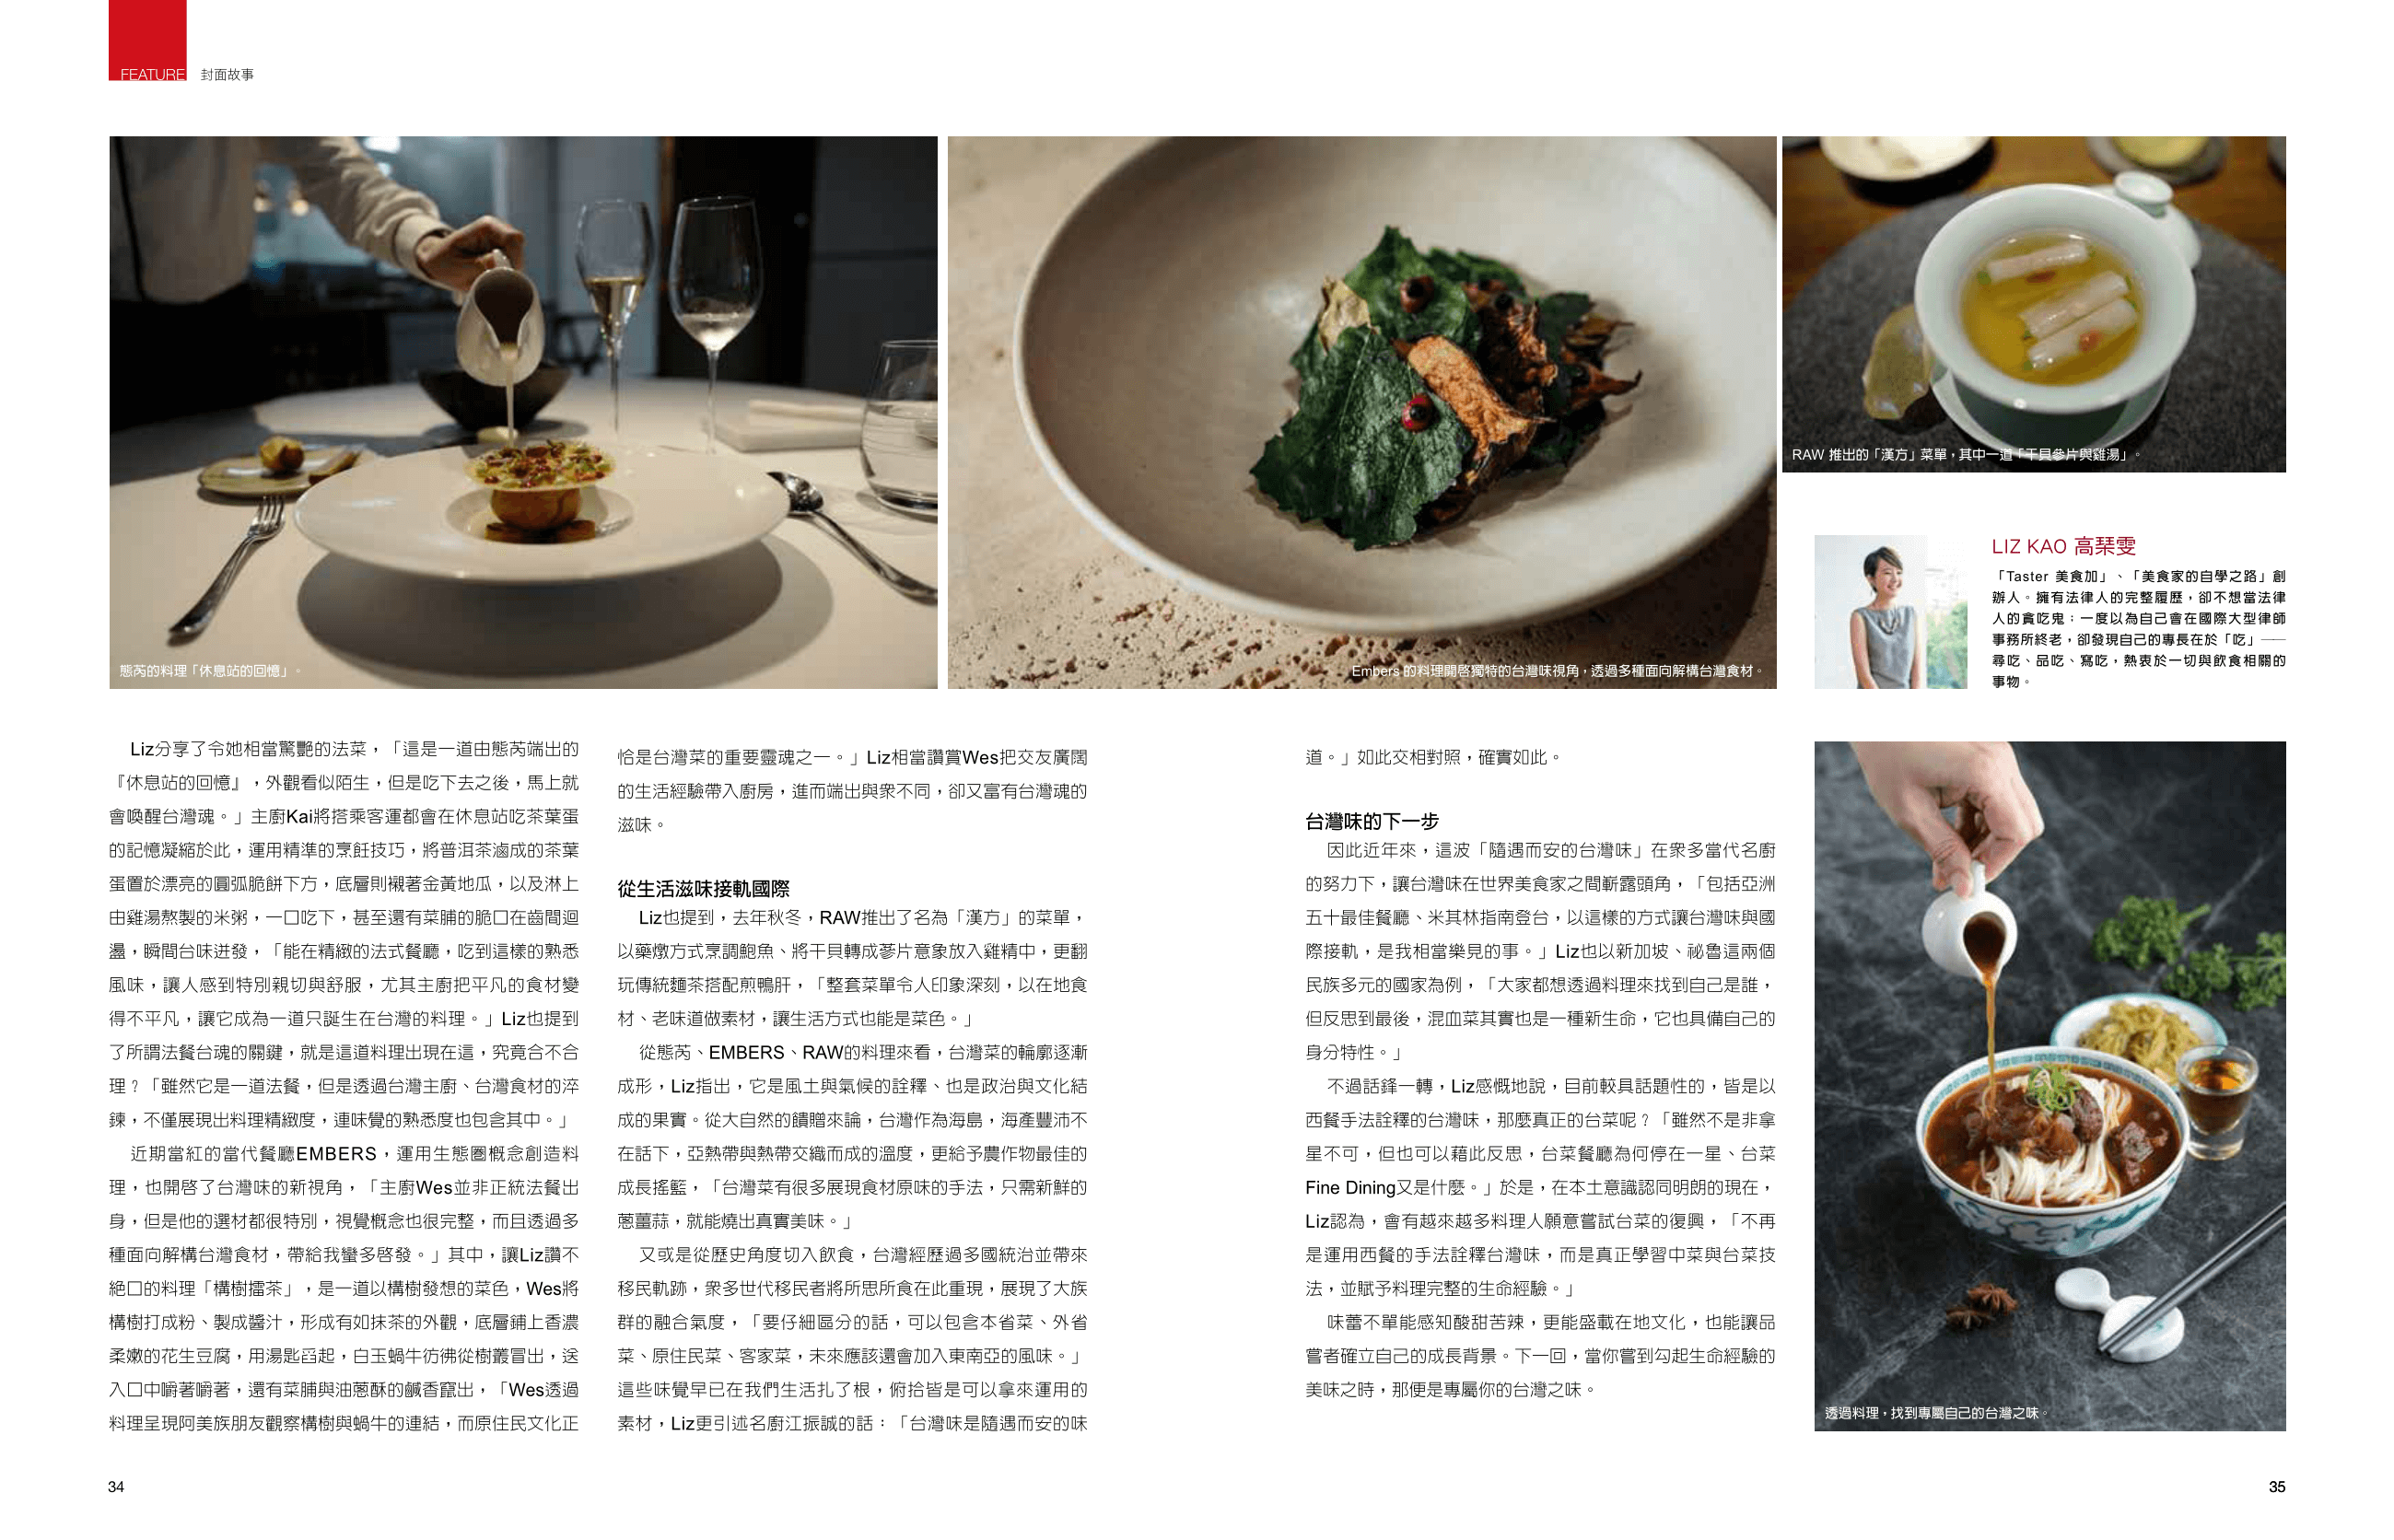 FEATURE 封面故事
態芮的料理「休息站的回憶」。
Embers 的料理開啓獨特的台灣味視角，透過多種面向解構台灣食材。
RAW 推出的「漢方」菜單，其中一道「干貝參片與雞湯」。
LIZ KAO 高琹雯
「Taster 美食加」、「美食家的自學之路」創
辦人。擁有法律人的完整履歷，卻不想當法律
人的貪吃鬼；一度以為自己會在國際大型律師
事務所終老，卻發現自己的專長在於「吃」──
尋吃、品吃、寫吃，熱衷於一切與飲食相關的
事物。
Liz分享了令她相當驚艷的法菜，「這是一道由態芮端出的
『休息站的回憶』，外觀看似陌生，但是吃下去之後，馬上就
會喚醒台灣魂。」主廚Kai將搭乘客運都會在休息站吃茶葉蛋
的記憶凝縮於此，運用精準的烹飪技巧，將普洱茶滷成的茶葉
蛋置於漂亮的圓弧脆餅下方，底層則襯著金黃地瓜，以及淋上
由雞湯熬製的米粥，一口吃下，甚至還有菜脯的脆口在齒間迴
盪，瞬間台味迸發，「能在精緻的法式餐廳，吃到這樣的熟悉
風味，讓人感到特別親切與舒服，尤其主廚把平凡的食材變
得不平凡，讓它成為一道只誕生在台灣的料理。」Liz也提到
了所謂法餐台魂的關鍵，就是這道料理出現在這，究竟合不合
理？「雖然它是一道法餐，但是透過台灣主廚、台灣食材的淬
鍊，不僅展現出料理精緻度，連味覺的熟悉度也包含其中。」
近期當紅的當代餐廳EMBERS，運用生態圈概念創造料
理，也開啓了台灣味的新視角，「主廚Wes並非正統法餐出
身，但是他的選材都很特別，視覺概念也很完整，而且透過多
種面向解構台灣食材，帶給我蠻多啓發。」其中，讓Liz讚不
絕口的料理「構樹擂茶」，是一道以構樹發想的菜色，Wes將
構樹打成粉、製成醬汁，形成有如抹茶的外觀，底層鋪上香濃
柔嫩的花生豆腐，用湯匙舀起，白玉蝸牛彷彿從樹叢冒出，送
入口中嚼著嚼著，還有菜脯與油蔥酥的鹹香竄出，「Wes透過
料理呈現阿美族朋友觀察構樹與蝸牛的連結，而原住民文化正
恰是台灣菜的重要靈魂之一。」Liz相當讚賞Wes把交友廣闊
的生活經驗帶入廚房，進而端出與眾不同，卻又富有台灣魂的
滋味。
從生活滋味接軌國際
Liz也提到，去年秋冬，RAW推出了名為「漢方」的菜單，
以藥燉方式烹調鮑魚、將干貝轉成蔘片意象放入雞精中，更翻
玩傳統麵茶搭配煎鴨肝，「整套菜單令人印象深刻，以在地食
材、老味道做素材，讓生活方式也能是菜色。」
從態芮、EMBERS、RAW的料理來看，台灣菜的輪廓逐漸
成形，Liz指出，它是風土與氣候的詮釋、也是政治與文化結
成的果實。從大自然的饋贈來論，台灣作為海島，海產豐沛不
在話下，亞熱帶與熱帶交織而成的溫度，更給予農作物最佳的
成長搖籃，「台灣菜有很多展現食材原味的手法，只需新鮮的
蔥薑蒜，就能燒出真實美味。」
又或是從歷史角度切入飲食，台灣經歷過多國統治並帶來
移民軌跡，眾多世代移民者將所思所食在此重現，展現了大族
群的融合氣度，「要仔細區分的話，可以包含本省菜、外省
菜、原住民菜、客家菜，未來應該還會加入東南亞的風味。」
這些味覺早已在我們生活扎了根，俯拾皆是可以拿來運用的
素材，Liz更引述名廚江振誠的話：「台灣味是隨遇而安的味
道。」如此交相對照，確實如此。
台灣味的下一步
因此近年來，這波「隨遇而安的台灣味」在眾多當代名廚
的努力下，讓台灣味在世界美食家之間嶄露頭角，「包括亞洲
五十最佳餐廳、米其林指南登台，以這樣的方式讓台灣味與國
際接軌，是我相當樂見的事。」Liz也以新加坡、祕魯這兩個
民族多元的國家為例，「大家都想透過料理來找到自己是誰，
但反思到最後，混血菜其實也是一種新生命，它也具備自己的
身分特性。」
不過話鋒一轉，Liz感慨地說，目前較具話題性的，皆是以
西餐手法詮釋的台灣味，那麼真正的台菜呢？「雖然不是非拿
星不可，但也可以藉此反思，台菜餐廳為何停在一星、台菜
Fine Dining又是什麼。」於是，在本土意識認同明朗的現在，
Liz認為，會有越來越多料理人願意嘗試台菜的復興，「不再
是運用西餐的手法詮釋台灣味，而是真正學習中菜與台菜技
法，並賦予料理完整的生命經驗。」
味蕾不單能感知酸甜苦辣，更能盛載在地文化，也能讓品
嘗者確立自己的成長背景。下一回，當你嘗到勾起生命經驗的
美味之時，那便是專屬你的台灣之味。
透過料理，找到專屬自己的台灣之味。
34
35